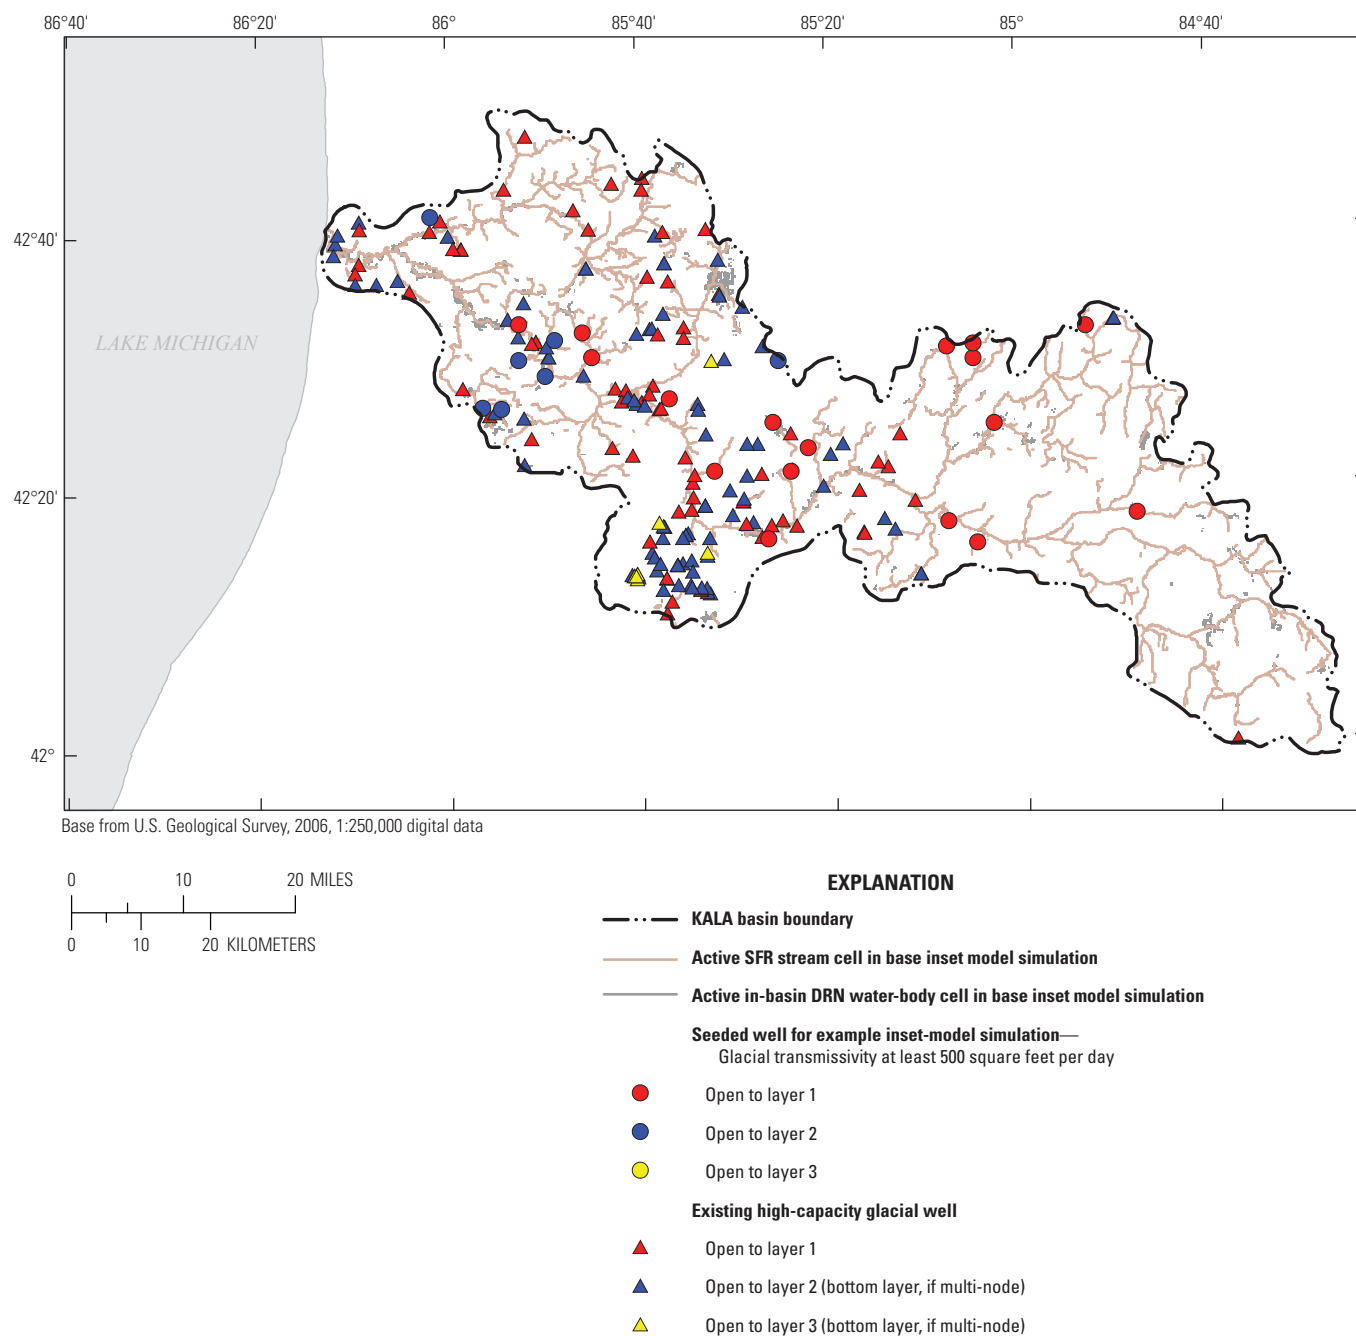 86°40' 86°20' 86° 85°40' 85°20' 85° 84°40'
42°40'
LAKE MICHIGAN
42°20'
42°
Base from U.S. Geological Survey, 2006, 1:250,000 digital data
0 10 20 MILES
0 10 20 KILOMETERS
EXPLANATION
KALA basin boundary
Active SFR stream cell in base inset model simulation
Active in-basin DRN water-body cell in base inset model simulation
Seeded well for example inset-model simulation—
Glacial transmissivity at least 500 square feet per day
Open to layer 1
Open to layer 2
Open to layer 3
Existing high-capacity glacial well
Open to layer 1
Open to layer 2 (bottom layer, if multi-node)
Open to layer 3 (bottom layer, if multi-node)